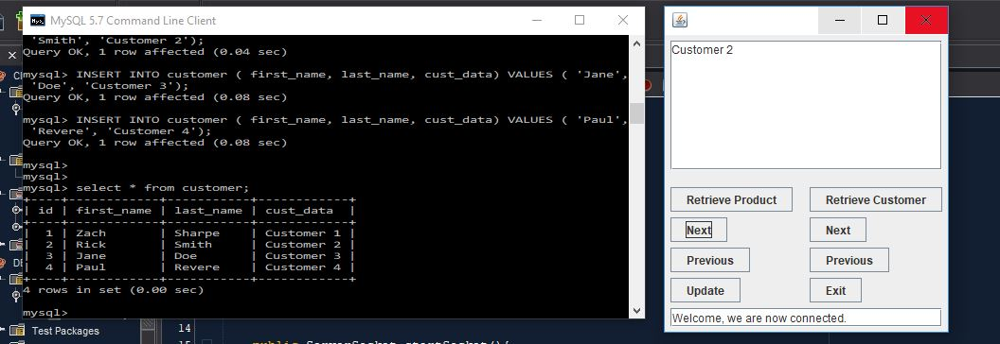 MySQL 5.7 Command Line Client
'Smith', 'Customer 2');
Query OK, 1 row affected (0.04 sec)
mysql> INSERT INTO customer ( first_name, last_name, cust_data) VALUES ( 'Jane',
'Doe', 'Customer 3');
Query OK, 1 row affected (0.08 sec)
mysql> INSERT INTO customer ( first_name, last_name, cust_data) VALUES ( 'Paul',
'Revere', 'Customer 4');
Query OK, 1 row affected (0.08 sec)
mysql>
mysql>
mysql> select * from customer;
+----+------------+-----------+------------+
| id | first_name | last_name | cust_data |
+----+------------+-----------+------------+
| 1 | Zach | Sharpe | Customer 1 |
| 2 | Rick | Smith | Customer 2 |
| 3 | Jane | Doe | Customer 3 |
| 4 | Paul | Revere | Customer 4 |
+----+------------+-----------+------------+
4 rows in set (0.00 sec)
mysql>
Test Packages
14
Customer 2
Retrieve Product Retrieve Customer
Next Next
Previous Previous
Update Exit
Welcome, we are now connected.